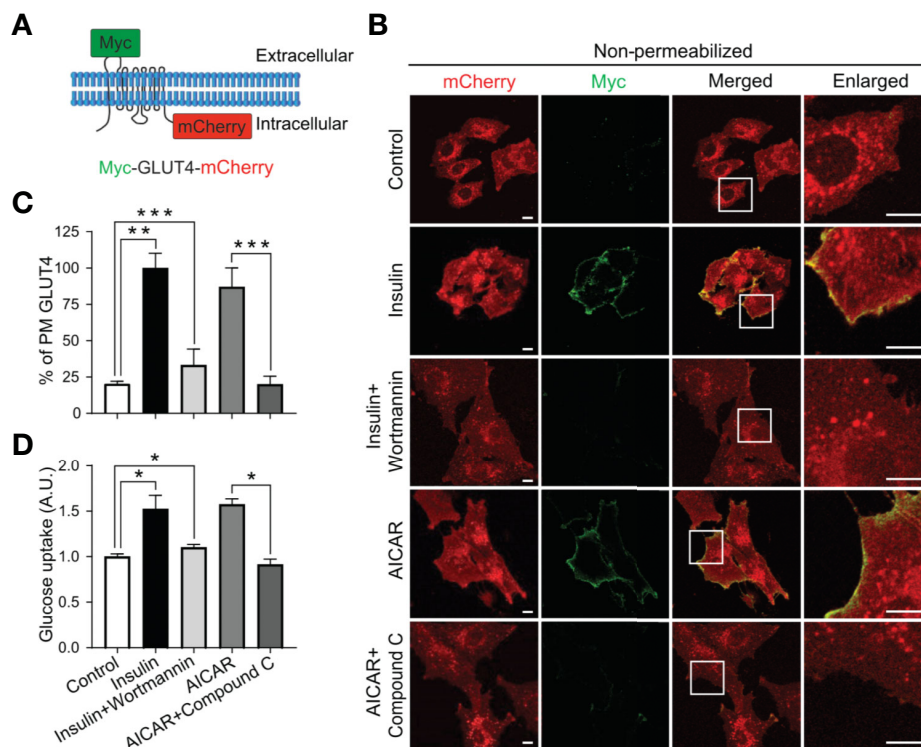 A
Myc
Extracellular
mCherry
Intracellular
Myc-GLUT4-mCherry
B
Non-permeabilized
mCherry
Myc
Merged
Enlarged
Control
Insulin
Insulin+
Wortmannin
AICAR
AICAR+
Compound C
C
% of PM GLUT4
125
100
75
50
25
0
***
**
***
D
Glucose uptake (A.U.)
2.0
1.5
1.0
0.5
0.0
*
*
*
Control
Insulin
Insulin+Wortmannin
AICAR
AICAR+Compound C